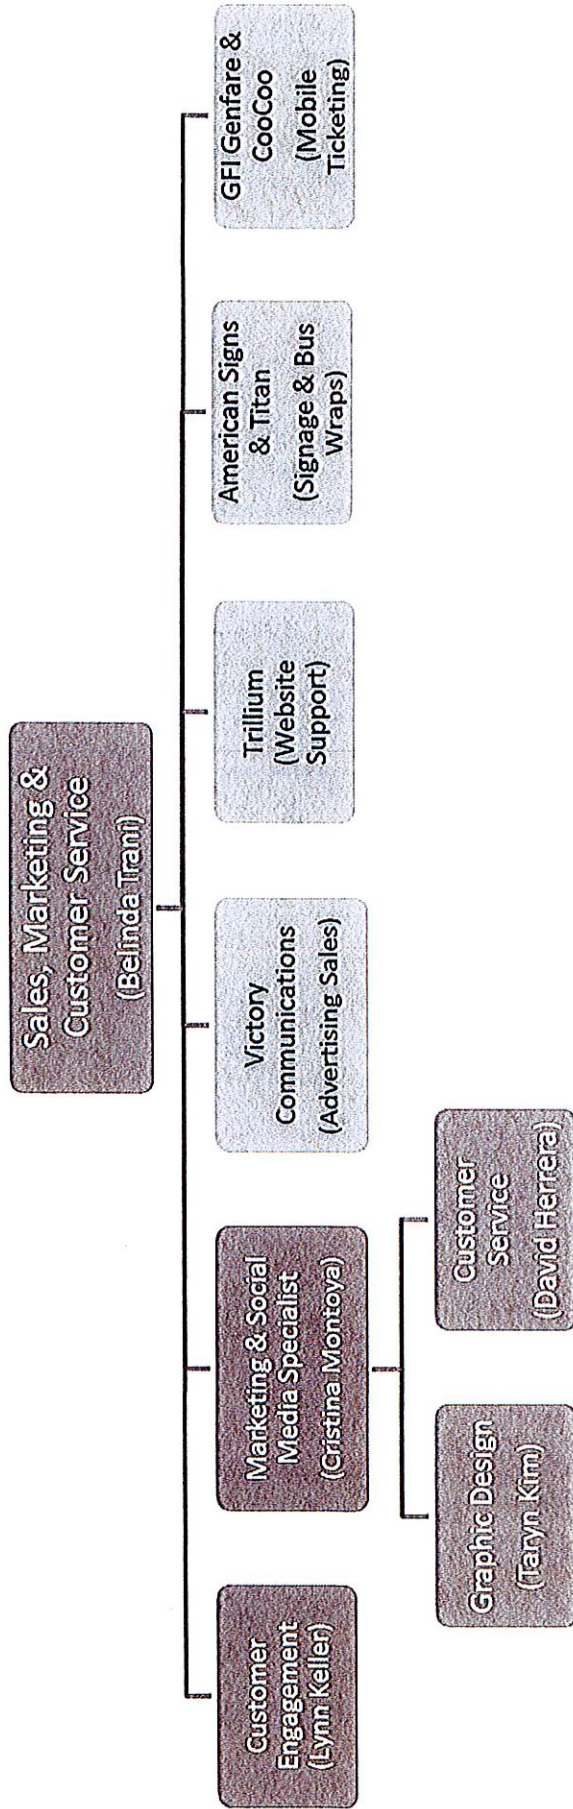 Sales, Marketing &
Customer Service
(Belinda Trani)
Customer
Engagement
(Lynn Keller)
Marketing & Social
Media Specialist
(Cristina Montoya)
Victory
Communications
(Advertising Sales)
Trillium
(Website
Support)
American Signs
& Titan
(Signage & Bus
Wraps)
GFI Genfare &
CooCoo
(Mobile
Ticketing)
Graphic Design
(Taryn Kim)
Customer
Service
(David Herrera)